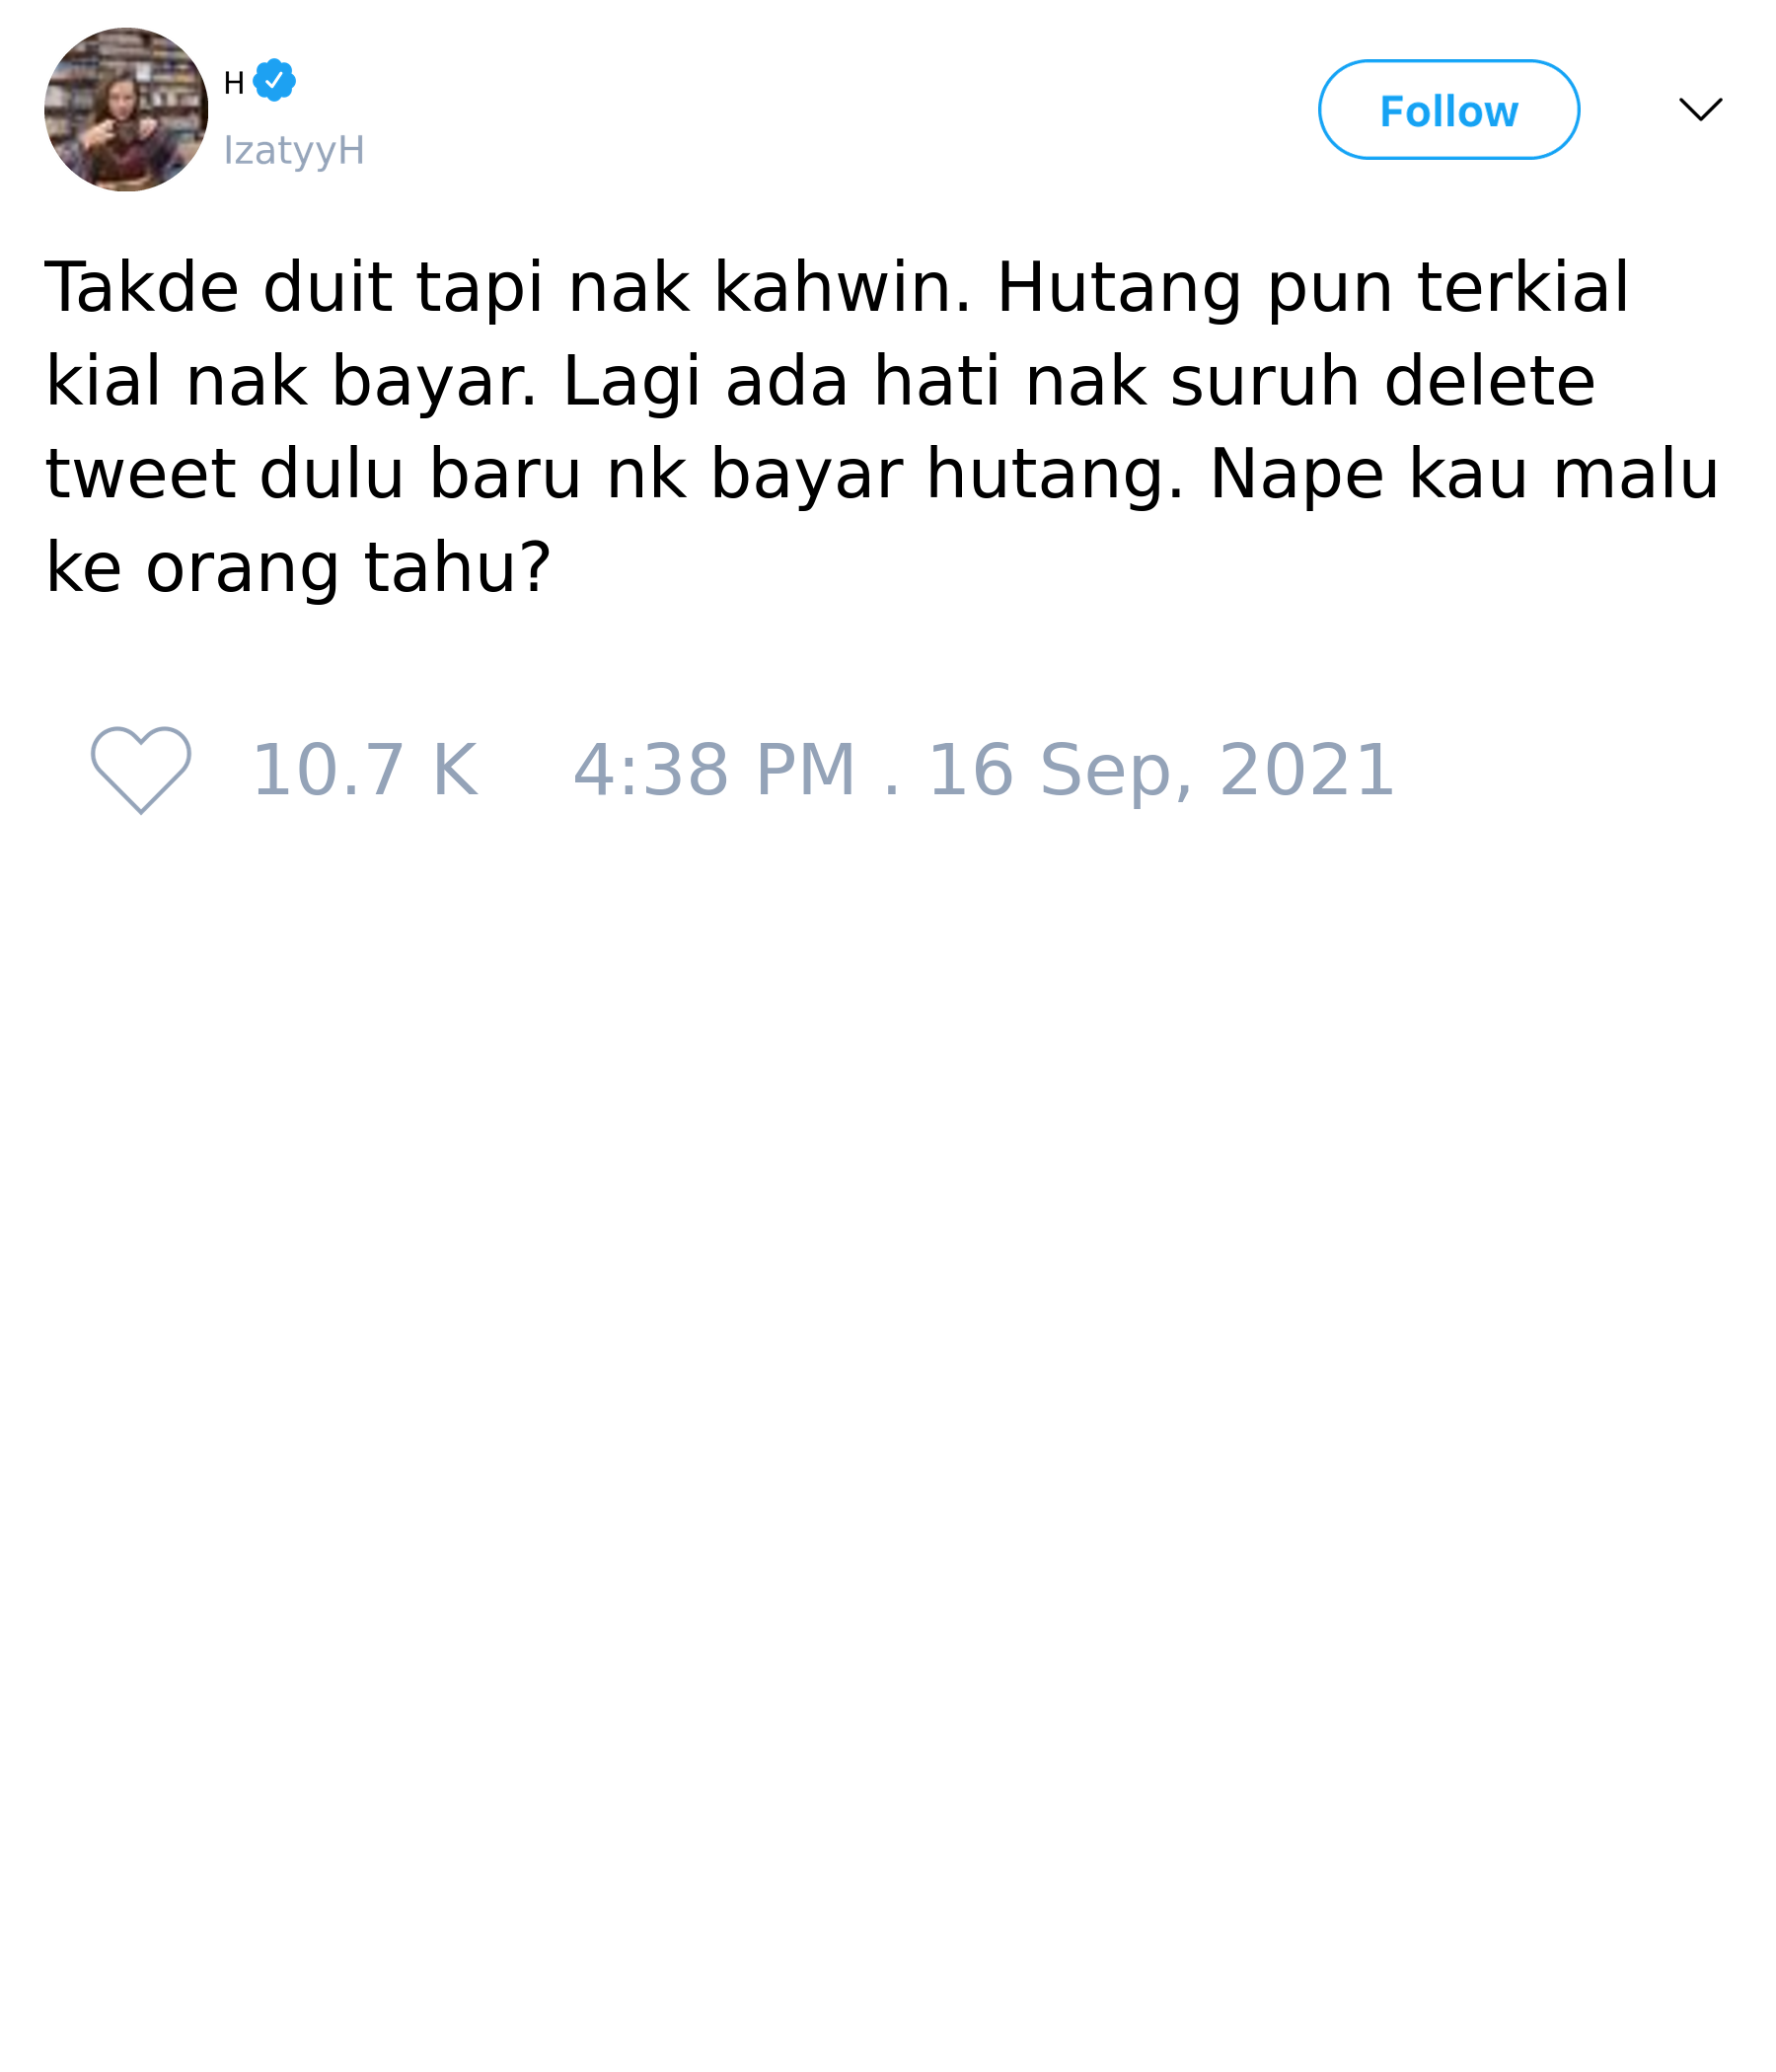 H
IzatyyH
Follow
Takde duit tapi nak kahwin. Hutang pun terkial
kial nak bayar. Lagi ada hati nak suruh delete
tweet dulu baru nk bayar hutang. Nape kau malu
ke orang tahu?
10.7 K 4:38 PM . 16 Sep, 2021